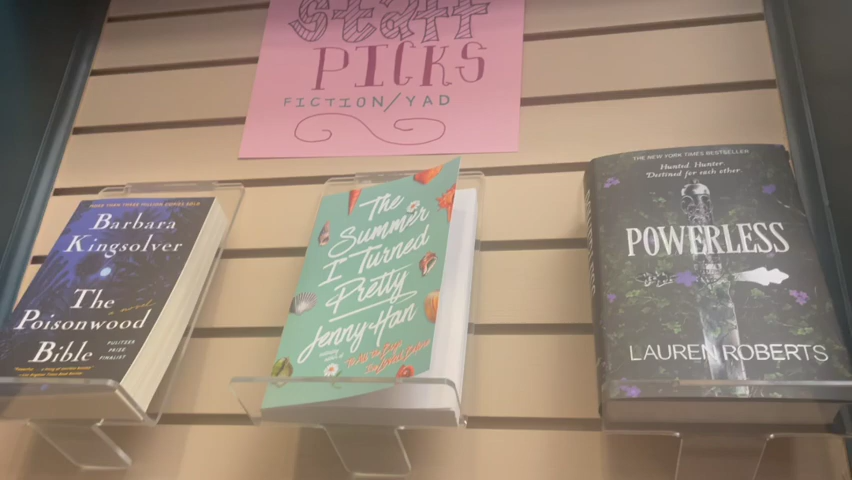 Staff
PICKS
FICTION/YAD
Barbara
Kingsolver
The
Poisonwood
a novel
Bible
PULITZER
PRIZE
FINALIST
The
Summer
I Turned
Pretty
Jenny Han
THE NEW YORK TIMES BESTSELLER
Hunted. Hunter.
Destined for each other.
POWERLESS
LAUREN ROBERTS